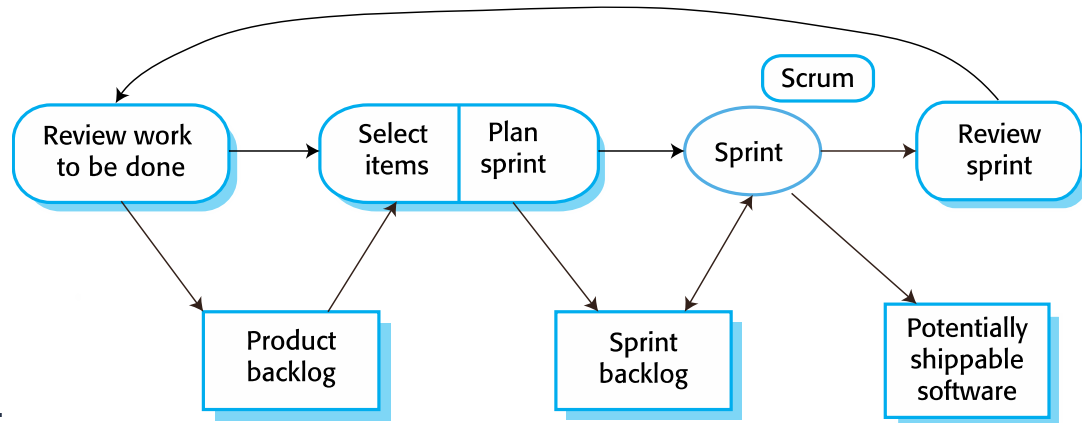 Scrum
Review work
to be done
Select
items
Plan
sprint
Sprint
Review
sprint
Product
backlog
Sprint
backlog
Potentially
shippable
software